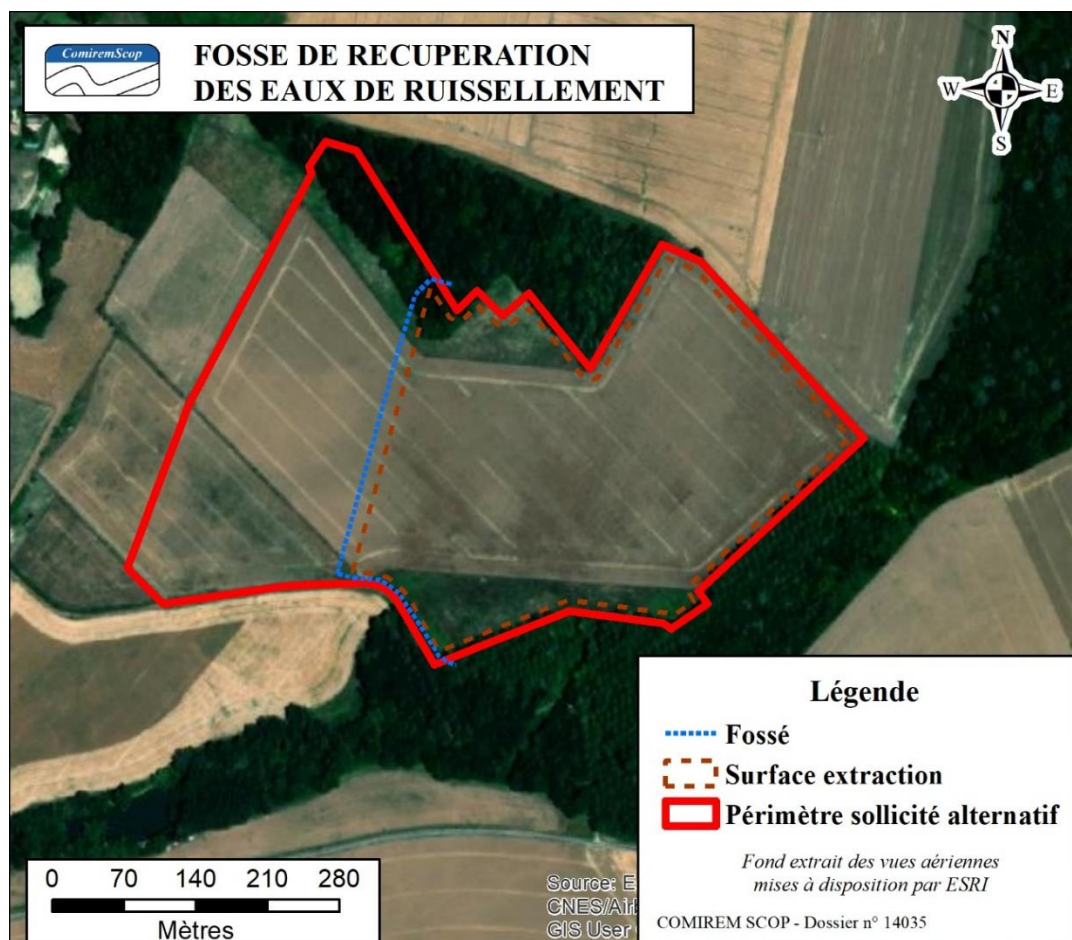 ComiremScop
FOSSE DE RECUPERATION
DES EAUX DE RUISSELLEMENT
N
W E
S
Légende
Fossé
Surface extraction
Périmètre sollicité alternatif
Fond extrait des vues aériennes
mises à disposition par ESRI
COMIREM SCOP - Dossier n° 14035
0 70 140 210 280
Mètres
Source: E
CNES/Air
GIS User